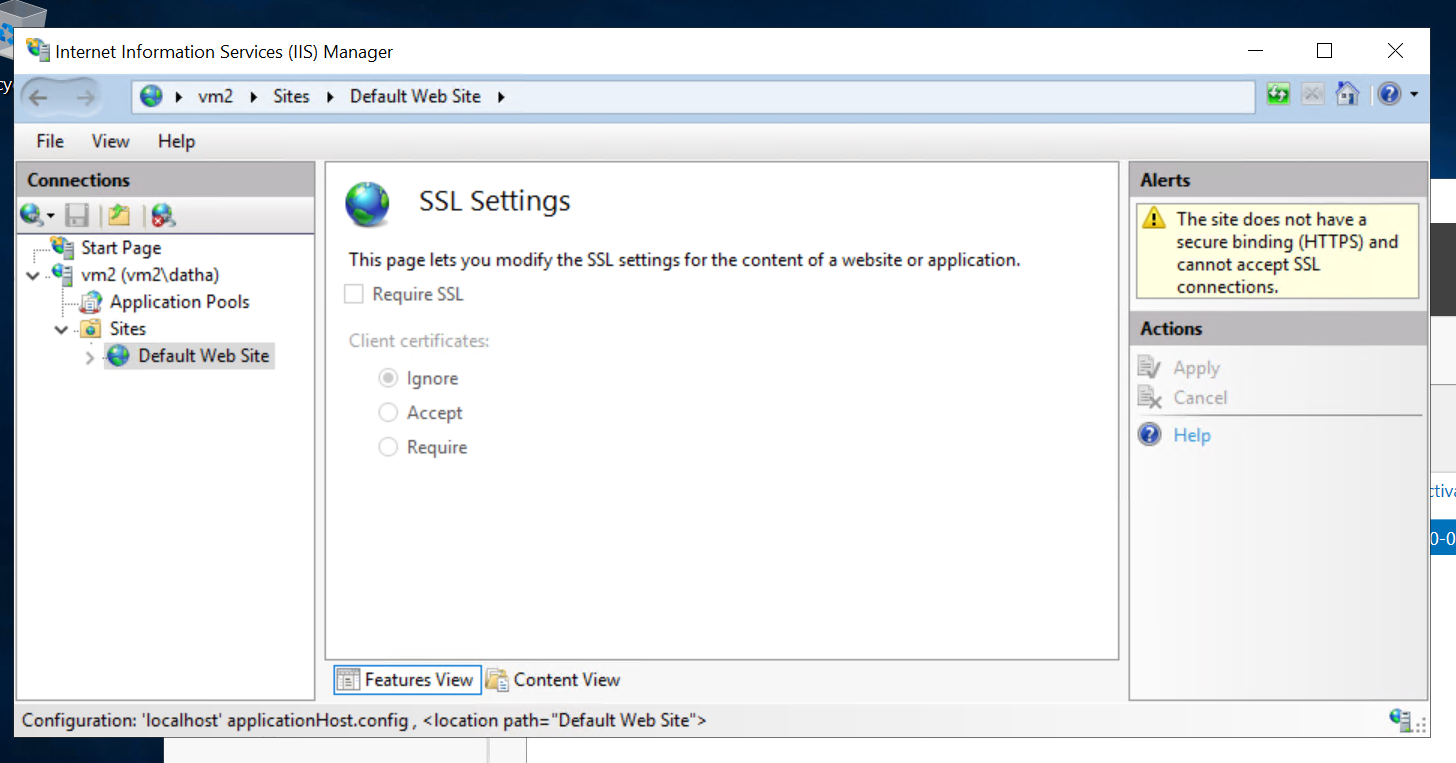 Internet Information Services (IIS) Manager
cy
vm2
Sites
Default Web Site
File
View
Help
Connections
Start Page
vm2 (vm2\datha)
Application Pools
Sites
Default Web Site
SSL Settings
This page lets you modify the SSL settings for the content of a website or application.
Require SSL
Client certificates:
Ignore
Accept
Require
Features View
Content View
Alerts
The site does not have a
secure binding (HTTPS) and
cannot accept SSL
connections.
Actions
Apply
Cancel
Help
ctiva
0-0
Configuration: 'localhost' applicationHost.config , <location path="Default Web Site">